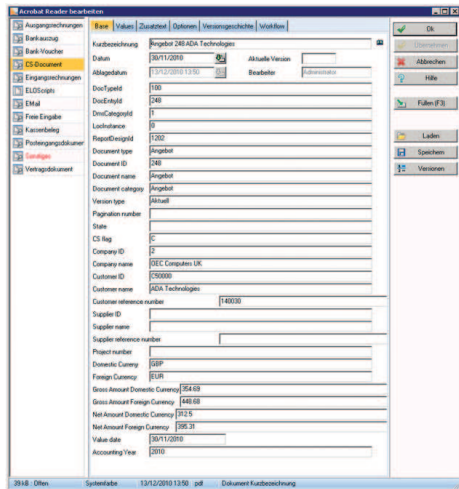 Acrobat Reader bearbeiten
Ausgangsrechnungen
Bankauszug
Bank-Voucher
CS-Document
Eingangsrechnungen
ELOScripts
EMail
Freie Eingabe
Kassenbeleg
Posteingangsdokumen
Sonstiges
Vertragsdokument
Base Values Zusatztext Optionen Versionsgeschichte Workflow
Kurzbezeichnung Angebot 248 ADA Technologies
Datum 30/11/2010 Aktuelle Version
Ablagedatum 13/12/2010 13:50 Bearbeiter Administrator
DocTypeId 100
DocEntryId 248
DmsCategoryId 1
LocInstance 0
ReportDesignId 1202
Document type Angebot
Document ID 248
Document name Angebot
Document category Angebot
Version type Aktuell
Pagination number
State
CS flag C
Company ID 2
Company name OEC Computers UK
Customer ID C50000
Customer name ADA Technologies
Customer reference number 140030
Supplier ID
Supplier name
Supplier reference number
Project number
Domestic Curreny GBP
Foreign Currency EUR
Gross Amount Domestic Currency 354.69
Gross Amount Foreign Currency 448.68
Net Amount Domestic Currency 312.5
Net Amount Foreign Currency 395.31
Value date 30/11/2010
Accounting Year 2010
Ok
Übernehmen
Abbrechen
Hilfe
Füllen (F3)
Laden
Speichern
Versionen
39 kB : Dtten Systemfarbe 13/12/2010 13:50 pdf Dokument Kurzbezeichnung